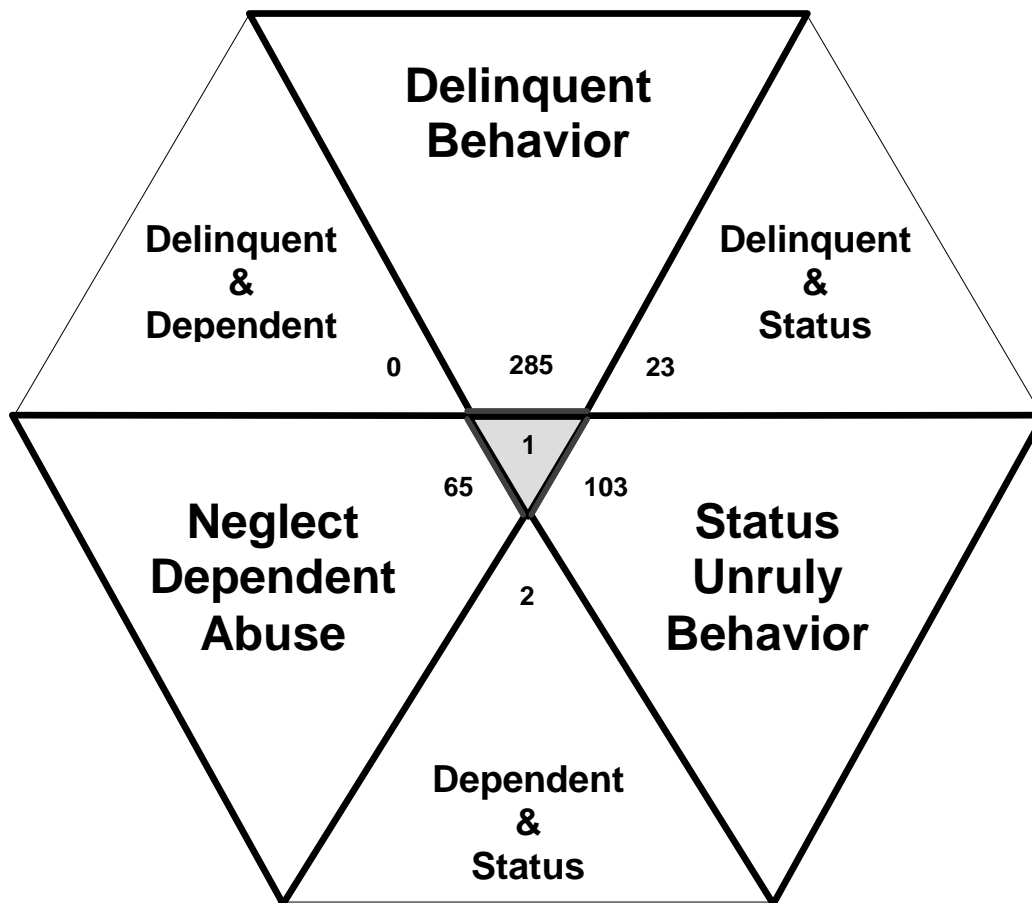 Delinquent
Behavior
Delinquent
&
Dependent
Delinquent
&
Status
0
285
23
1
65
103
Neglect
Dependent
Abuse
Status
Unruly
Behavior
2
Dependent
&
Status